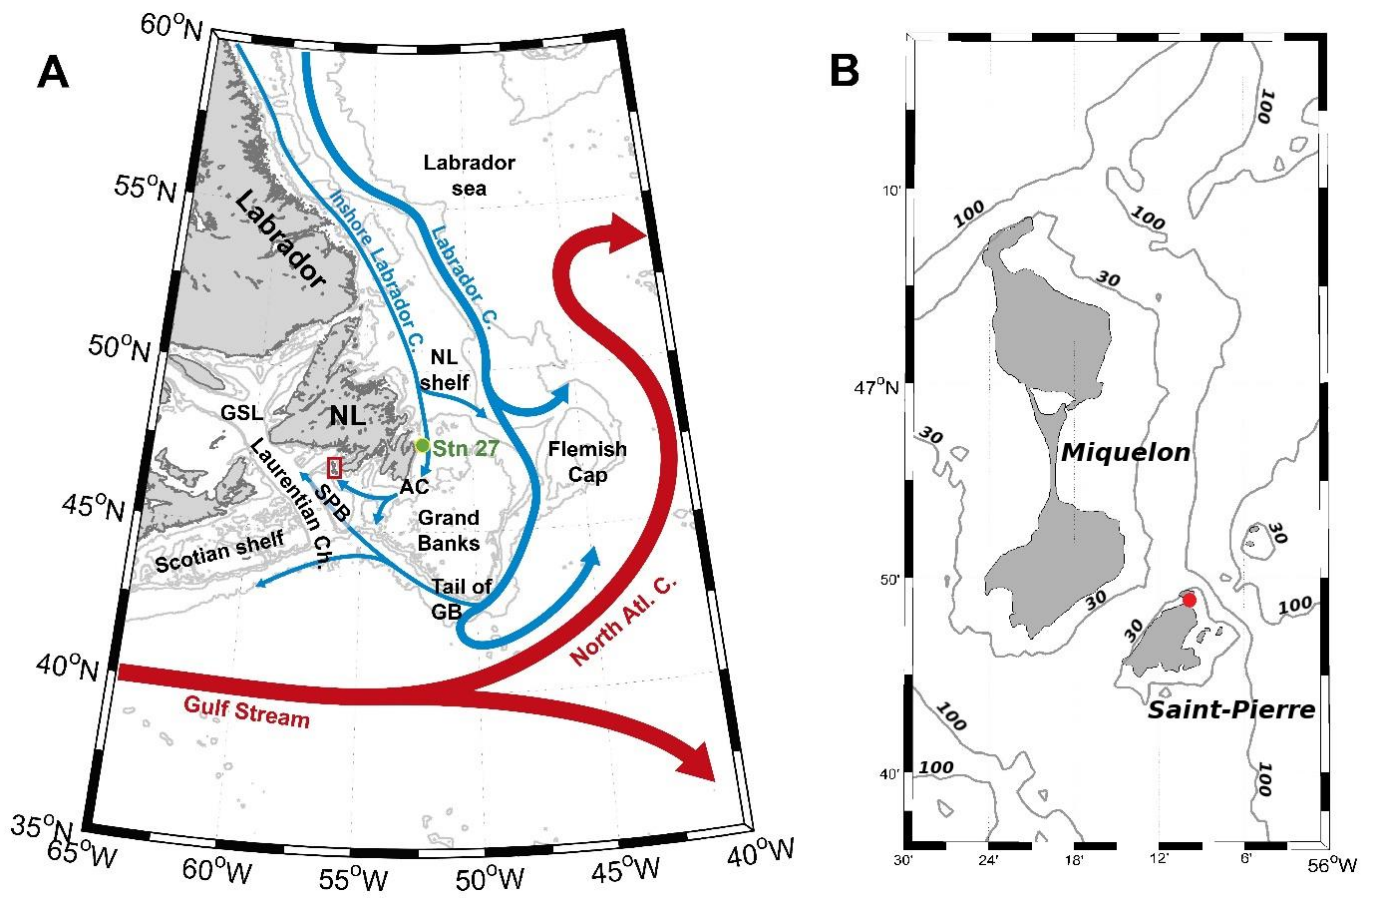 A
60°N
55°N
50°N
45°N
40°N
35°N
65°W
60°W
55°W
50°W
45°W
40°W
Labrador
sea
Labrador
Inshore Labrador C.
Labrador C.
NL
shelf
GSL
NL
Stn 27
Flemish
Cap
Laurentian Ch.
SPB
AC
Grand
Banks
Scotian shelf
Tail of
GB
North Atl. C.
Gulf Stream
B
100
10'
100
100
30
47°N
30
Miquelon
30
50'
30
100
30
Saint-Pierre
100
100
40'
100
30'
24'
18'
12'
6'
56°W